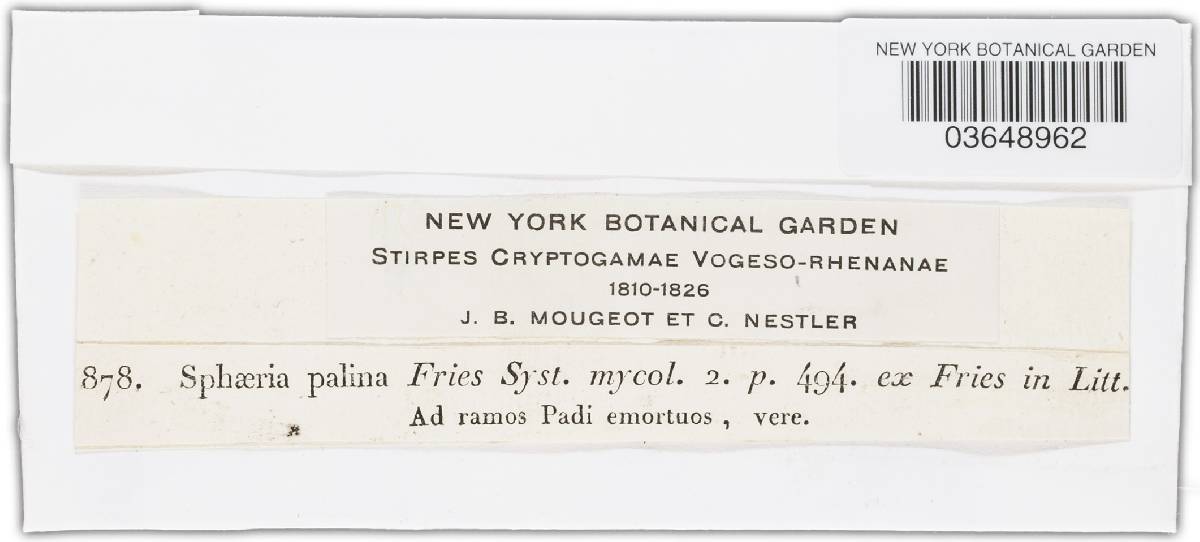 NEW YORK BOTANICAL GARDEN
03648962
NEW YORK BOTANICAL GARDEN
STIRPES CRYPTOGAMAE VOGESO-RHENANAE
1810-1826
J. B. MOUGEOT ET C. NESTLER
878. Sphæria palina Fries Syst. mycol. 2. p. 494. ex Fries in Litt.
Ad ramos Padi emortuos, vere.